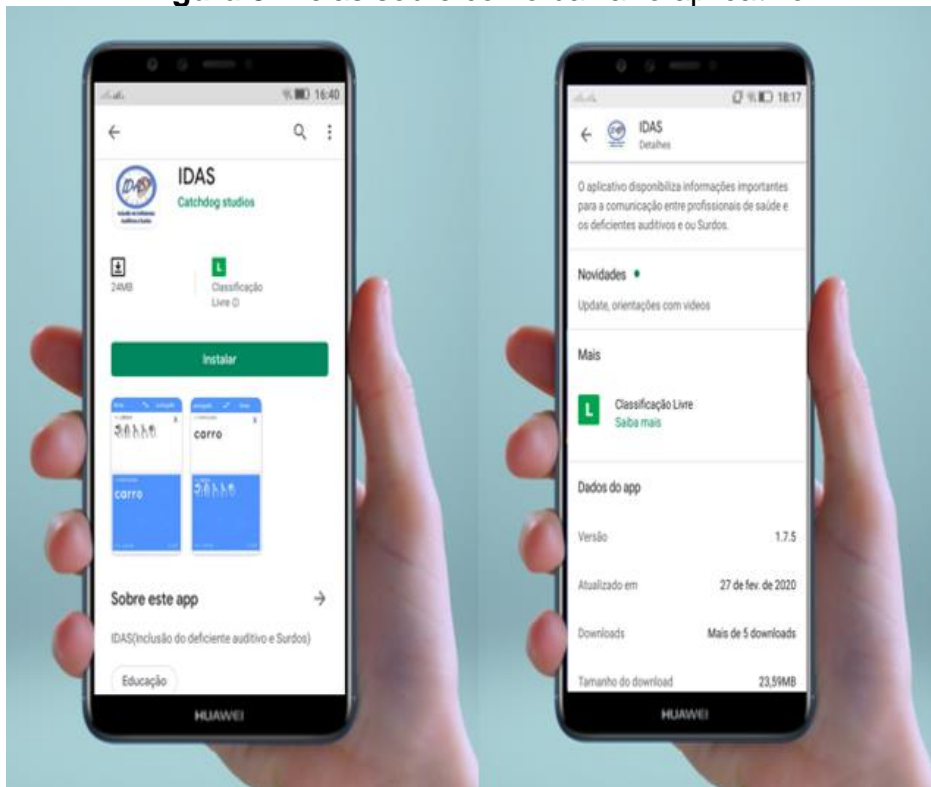 16:40
IDAS
Catchdog studios
IDAS
24MB
L
Classificação
Livre
Instalar
carro
carro
Sobre este app
IDAS(Inclusão do deficiente auditivo e Surdos)
Educação
HUAWEI
18:17
IDAS
Detalhes
O aplicativo disponibiliza informações importantes
para a comunicação entre profissionais de saúde e
os deficientes auditivos e ou Surdos.
Novidades
Update, orientações com videos
Mais
L
Classificação Livre
Saiba mais
Dados do app
Versão 1.7.5
Atualizado em 27 de fev. de 2020
Downloads Mais de 5 downloads
Tamanho do download 23,59MB
HUAWEI